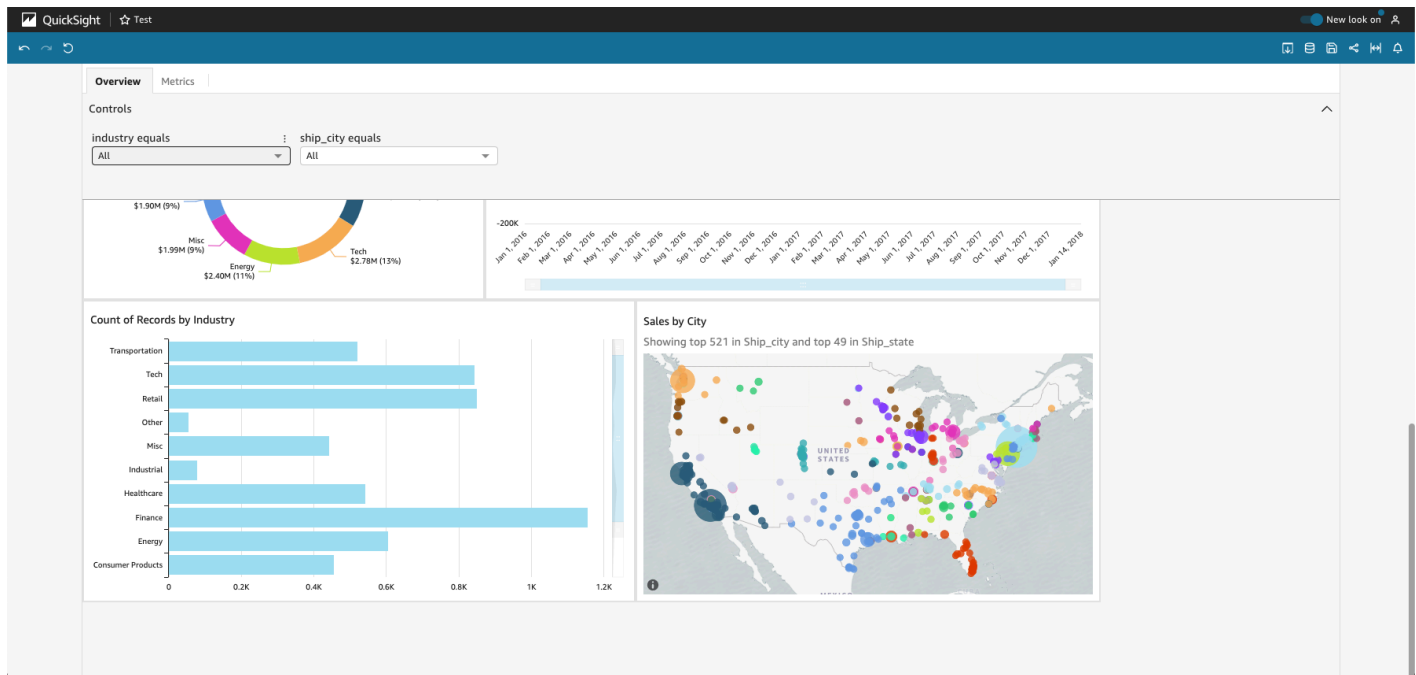 QuickSight
Test
New look on
Overview
Metrics
Controls
industry equals
ship_city equals
All
All
$1.90M (9%)
Misc
$1.99M (9%)
Energy
$2.40M (11%)
Tech
$2.78M (13%)
-200K
Jan 1, 2016
Feb 1, 2016
Mar 1, 2016
Apr 1, 2016
May 1, 2016
Jun 1, 2016
Jul 1, 2016
Aug 1, 2016
Sep 1, 2016
Oct 1, 2016
Nov 1, 2016
Dec 1, 2016
Jan 1, 2017
Feb 1, 2017
Mar 1, 2017
Apr 1, 2017
May 1, 2017
Jun 1, 2017
Jul 1, 2017
Aug 1, 2017
Sep 1, 2017
Oct 1, 2017
Nov 1, 2017
Dec 1, 2017
Jan 14, 2018
Count of Records by Industry
Transportation
Tech
Retail
Other
Misc
Industrial
Healthcare
Finance
Energy
Consumer Products
0
0.2K
0.4K
0.6K
0.8K
1K
1.2K
Sales by City
Showing top 521 in Ship_city and top 49 in Ship_state
UNITED
STATES